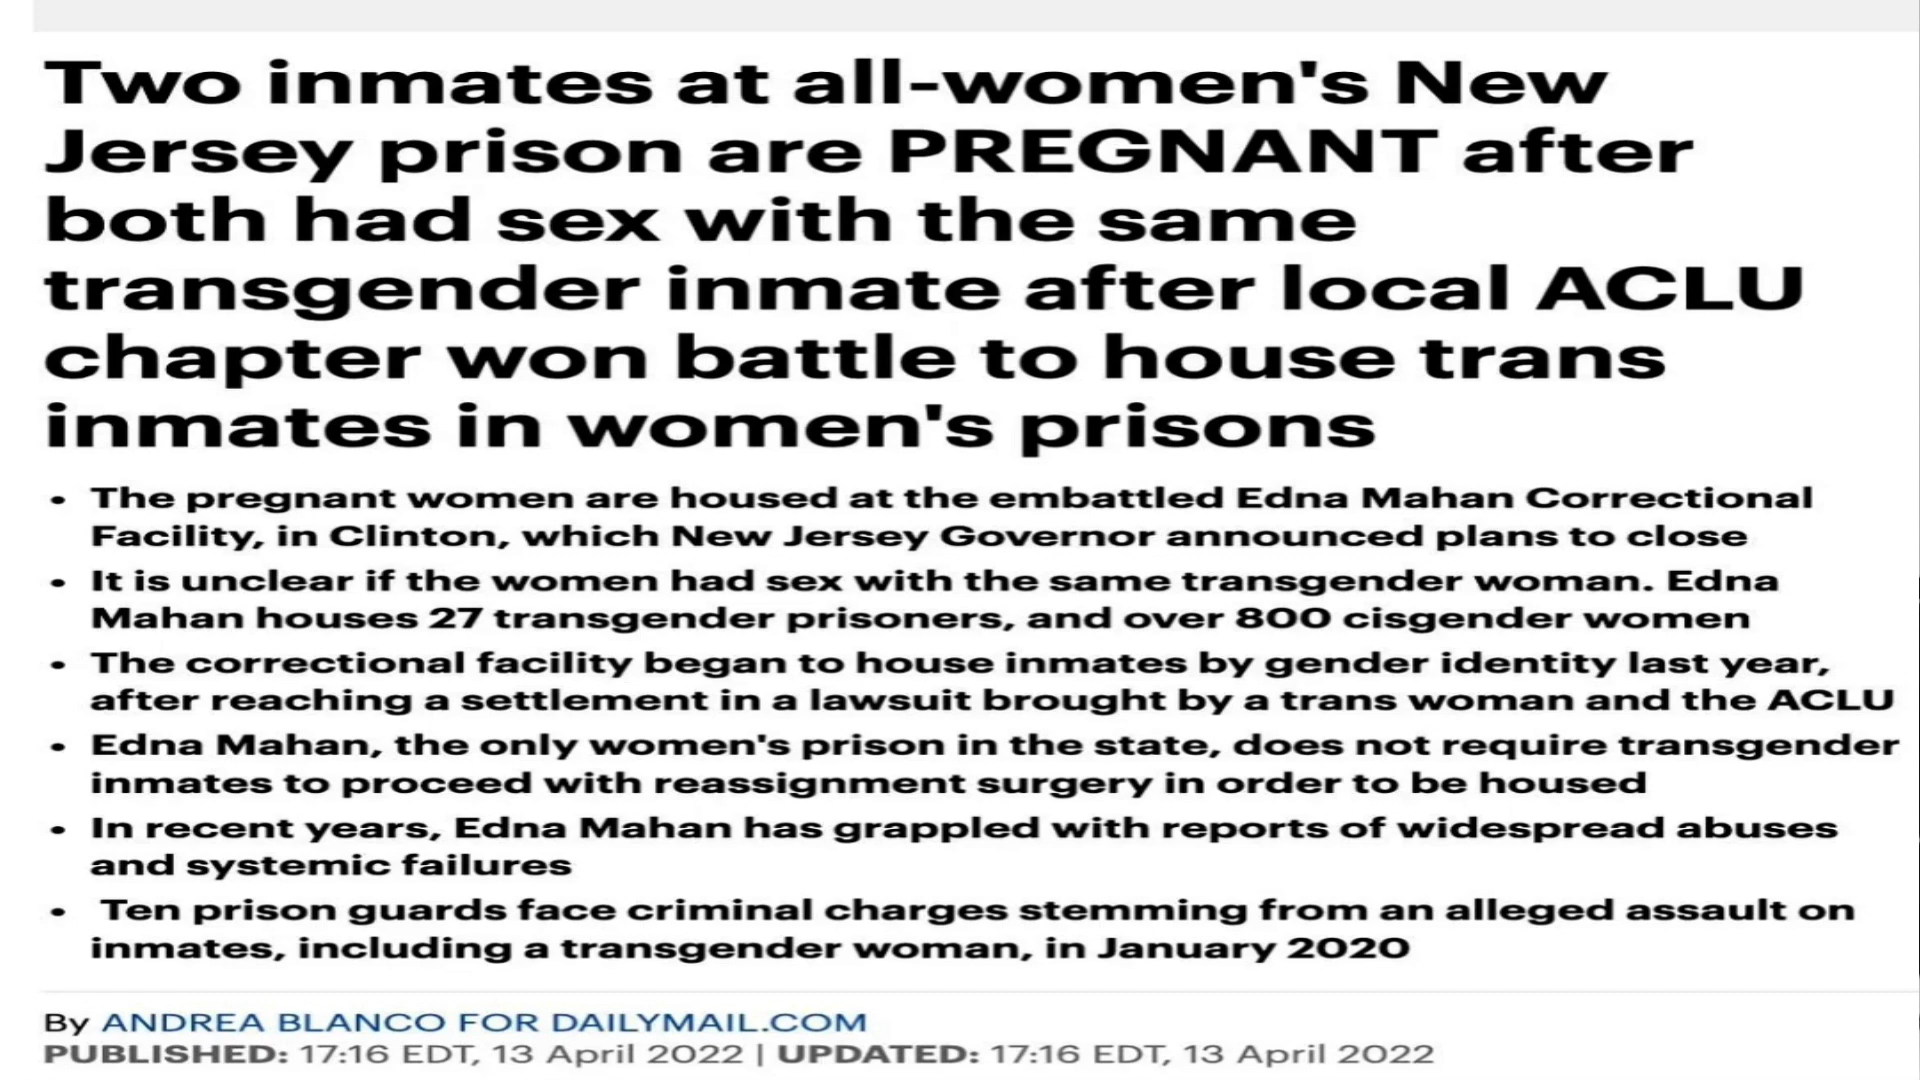 Two inmates at all-women's New
Jersey prison are PREGNANT after
both had sex with the same
transgender inmate after local ACLU
chapter won battle to house trans
inmates in women's prisons
• The pregnant women are housed at the embattled Edna Mahan Correctional
Facility, in Clinton, which New Jersey Governor announced plans to close
• It is unclear if the women had sex with the same transgender woman. Edna
Mahan houses 27 transgender prisoners, and over 800 cisgender women
• The correctional facility began to house inmates by gender identity last year,
after reaching a settlement in a lawsuit brought by a trans woman and the ACLU
• Edna Mahan, the only women's prison in the state, does not require transgender
inmates to proceed with reassignment surgery in order to be housed
• In recent years, Edna Mahan has grappled with reports of widespread abuses
and systemic failures
• Ten prison guards face criminal charges stemming from an alleged assault on
inmates, including a transgender woman, in January 2020
By ANDREA BLANCO FOR DAILYMAIL.COM
PUBLISHED: 17:16 EDT, 13 April 2022 | UPDATED: 17:16 EDT, 13 April 2022